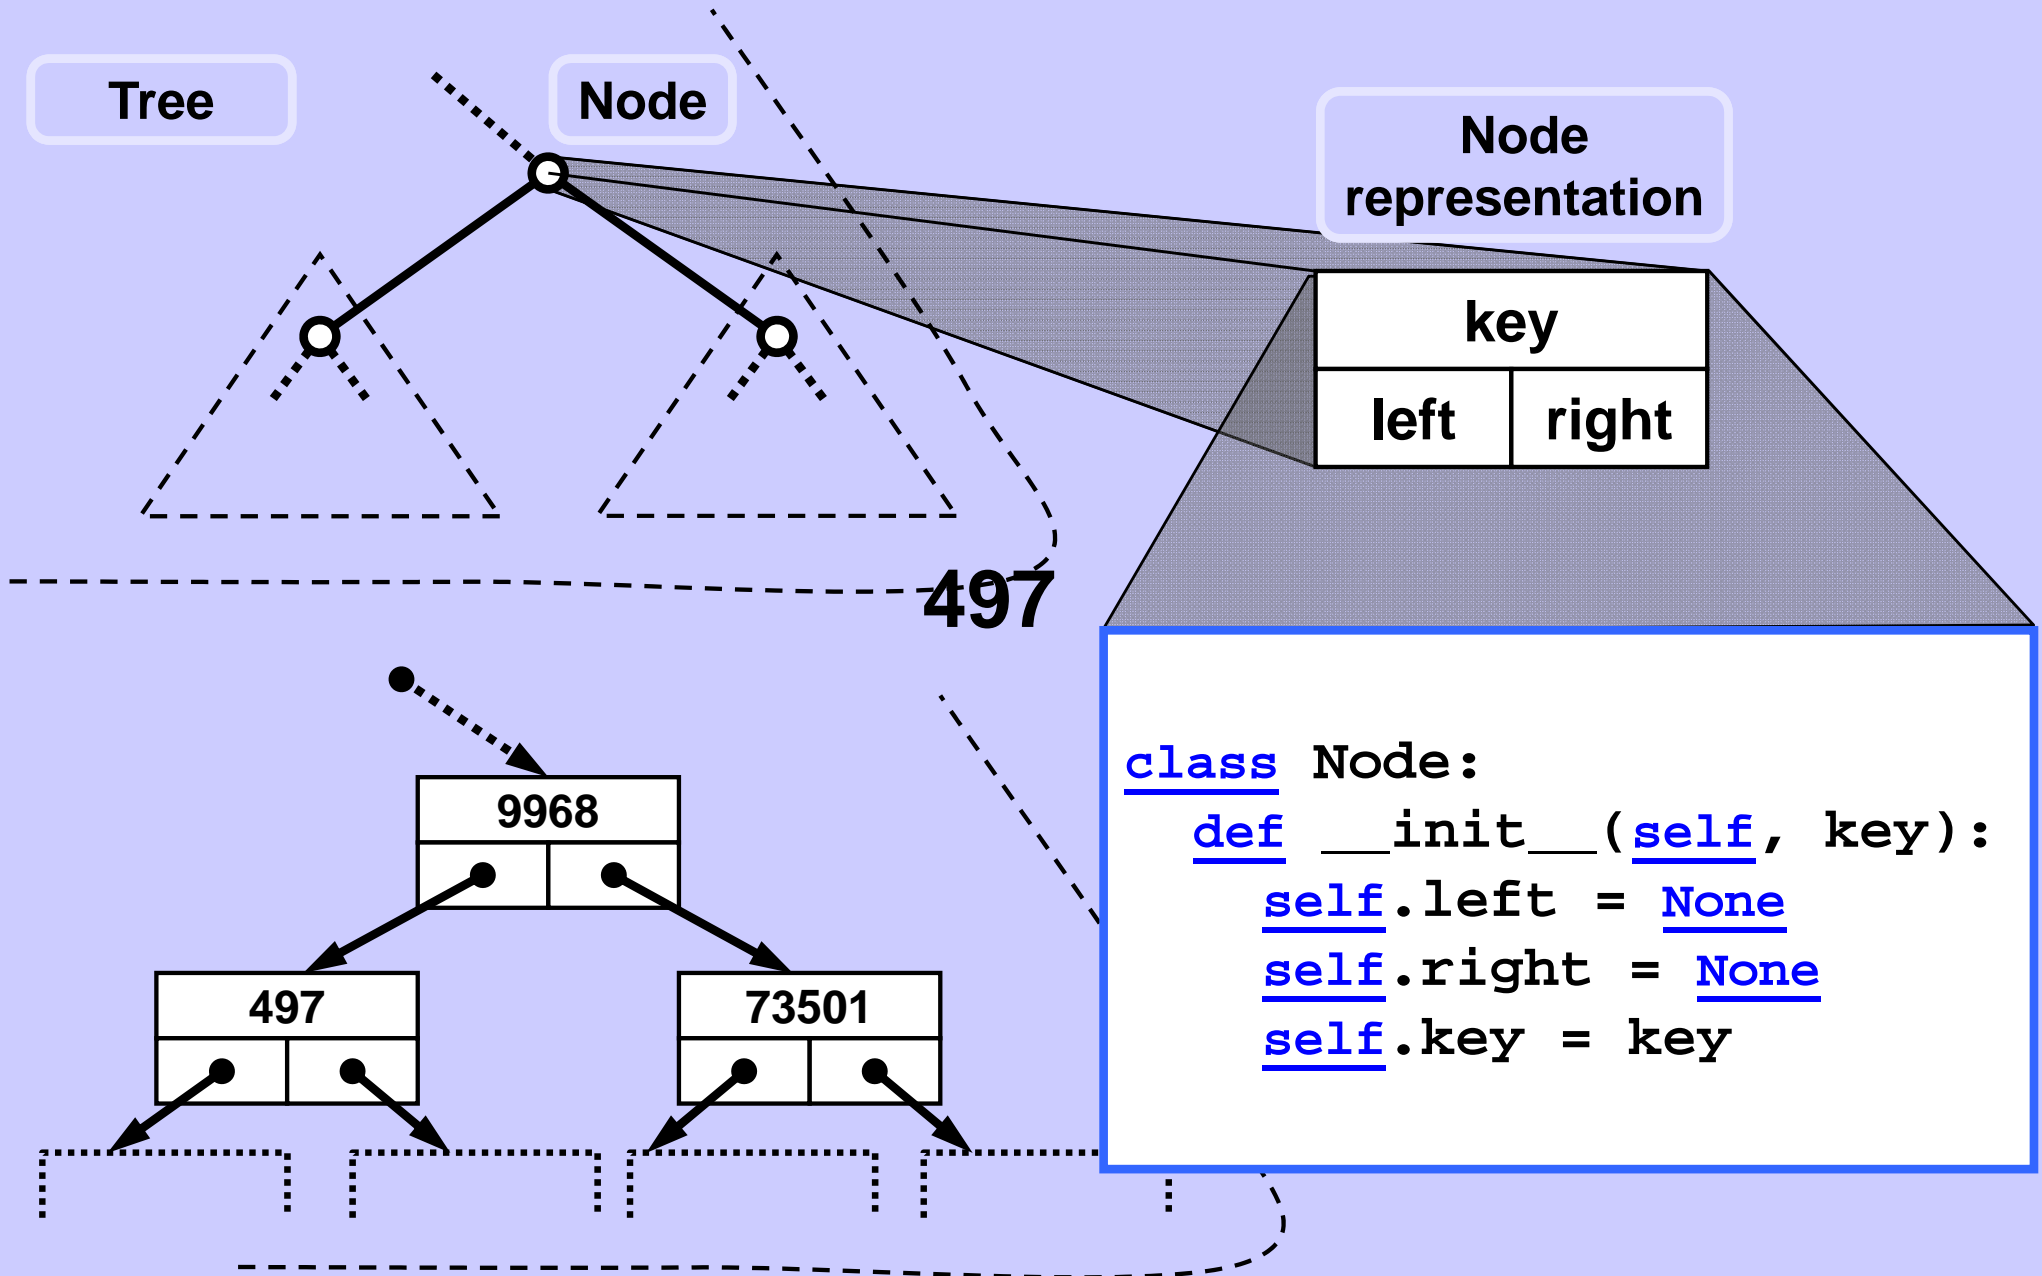 Tree
Node
Node
representation
key
left right
497
9968
497
73501
class Node:
  def __init__(self, key):
    self.left = None
    self.right = None
    self.key = key